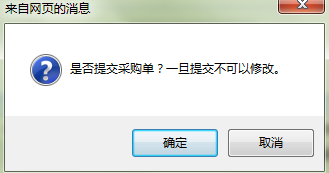 来自网页的消息
是否提交采购单？一旦提交不可以修改。
确定
取消